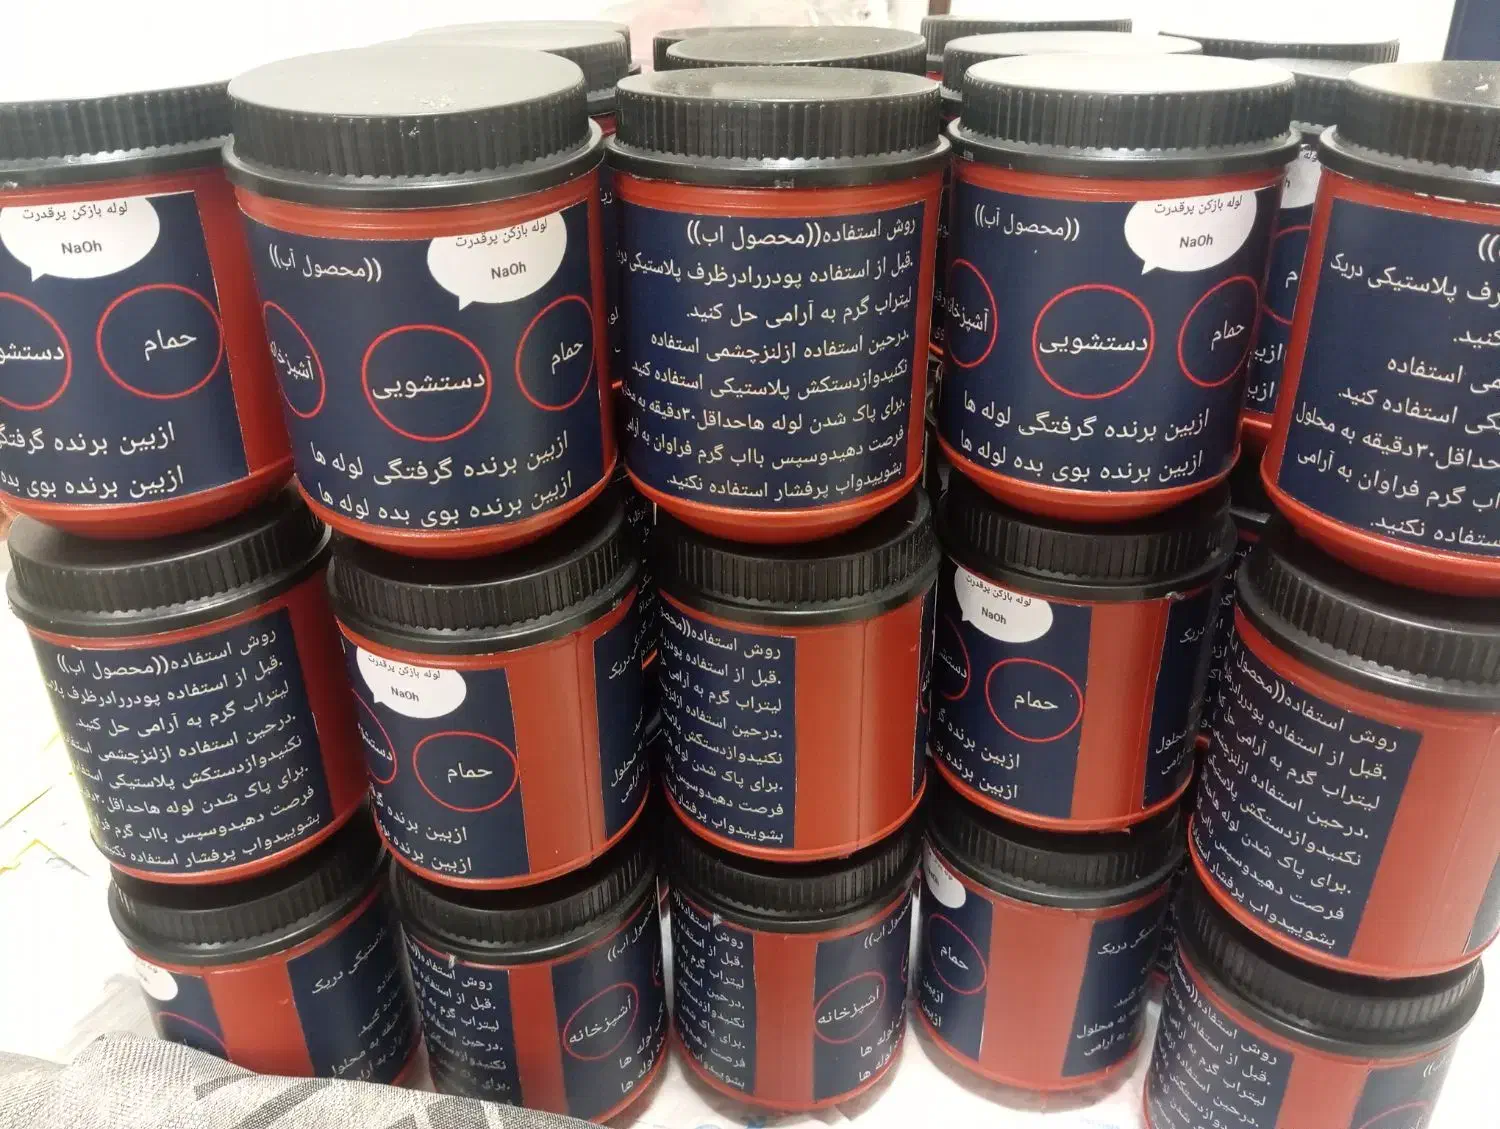 لوله بازکن پرقدرت
NaOh
((محصول آب))
آشپزخانه
دستشویی
حمام
ازبین برنده گرفتگی لوله ها
ازبین برنده بوی بده لوله ها
روش استفاده((محصول اب))
.قبل از استفاده پودررادرظرف پلاستیکی دریک
لیتراب گرم به آرامی حل کنید.
.درحین استفاده ازلنزچشمی استفاده
نکنیدوازدستکش پلاستیکی استفاده کنید
.برای پاک شدن لوله هاحداقل۳۰دقیقه به محلول
فرصت دهیدوسپس بااب گرم فراوان به آرامی
بشوییدواب پرفشار استفاده نکنید.